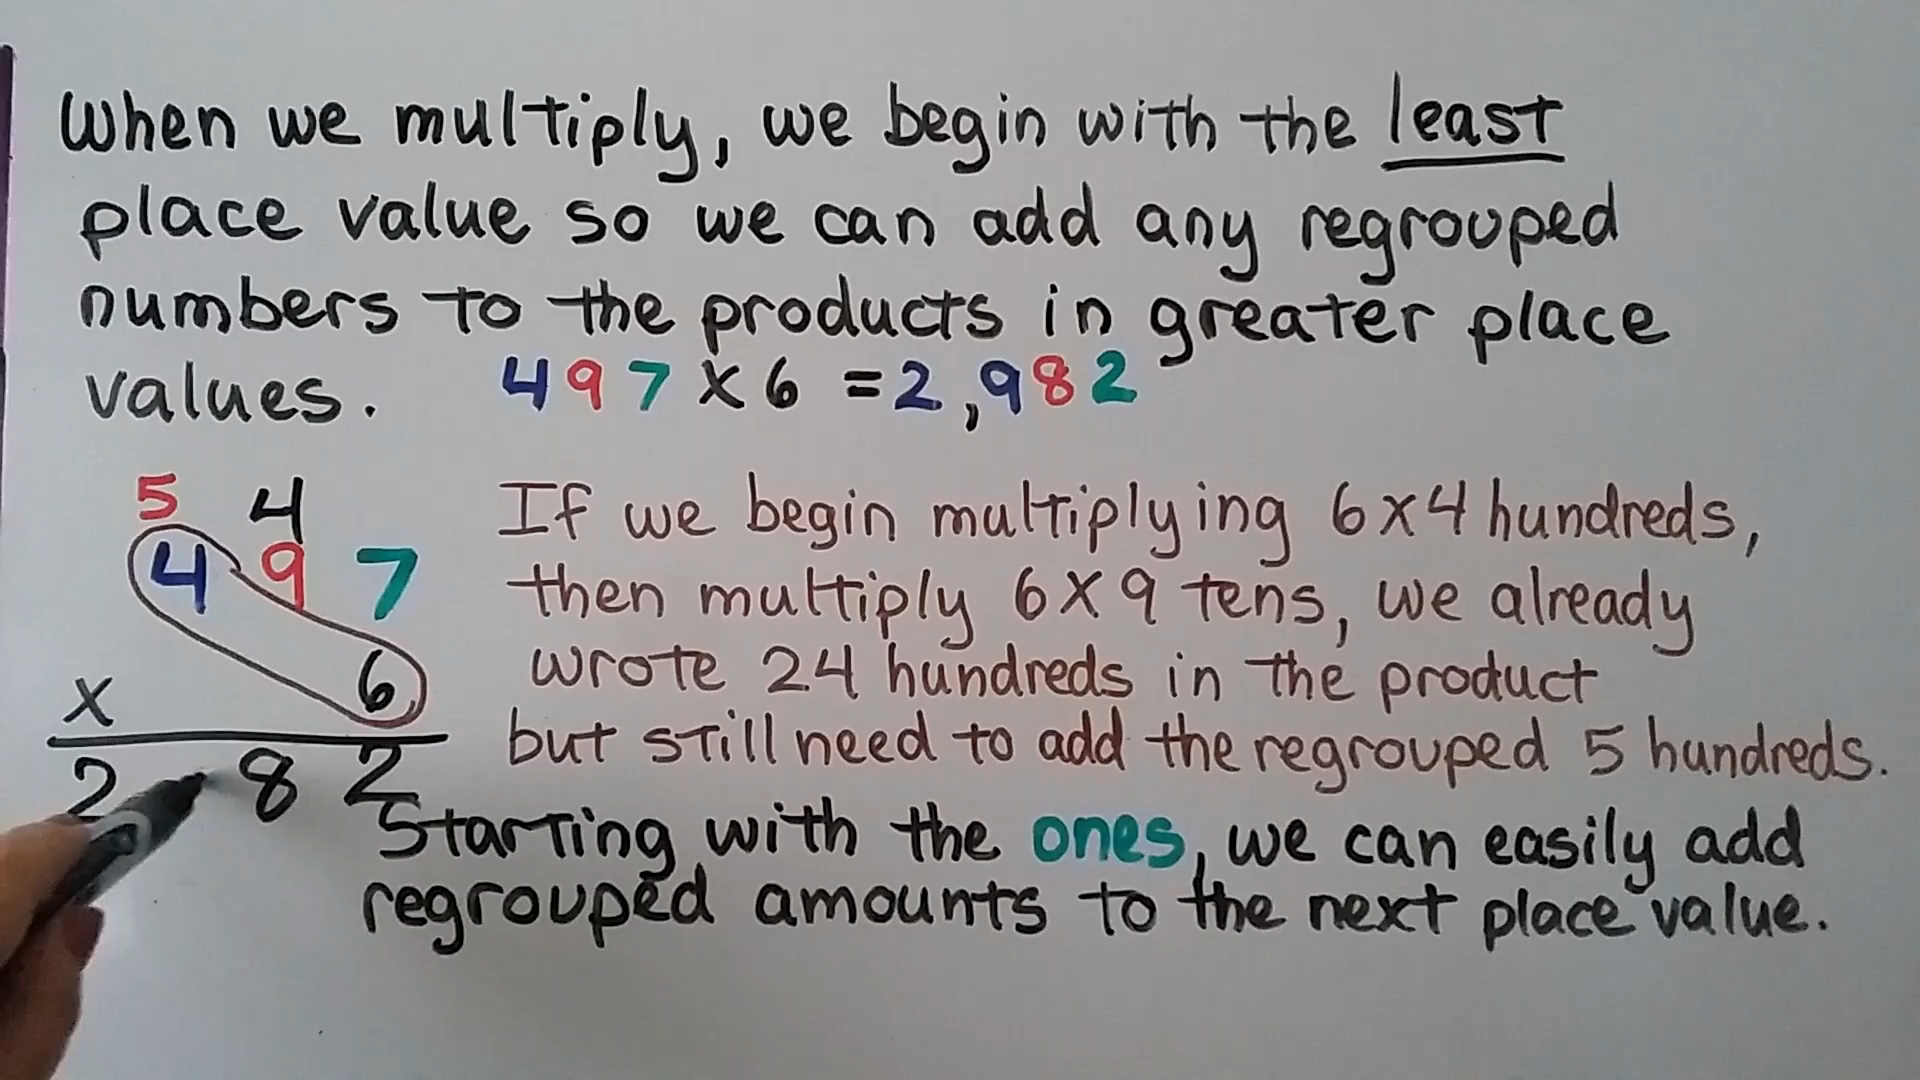 When we multiply, we begin with the least
place value so we can add any regrouped
numbers to the products in greater place
values. 497 x 6 = 2,982
5 4
4 9 7
x 6
2 8 2
If we begin multiplying 6x4 hundreds,
then multiply 6x9 tens, we already
wrote 24 hundreds in the product
but still need to add the regrouped 5 hundreds.
Starting with the ones, we can easily add
regrouped amounts to the next place value.